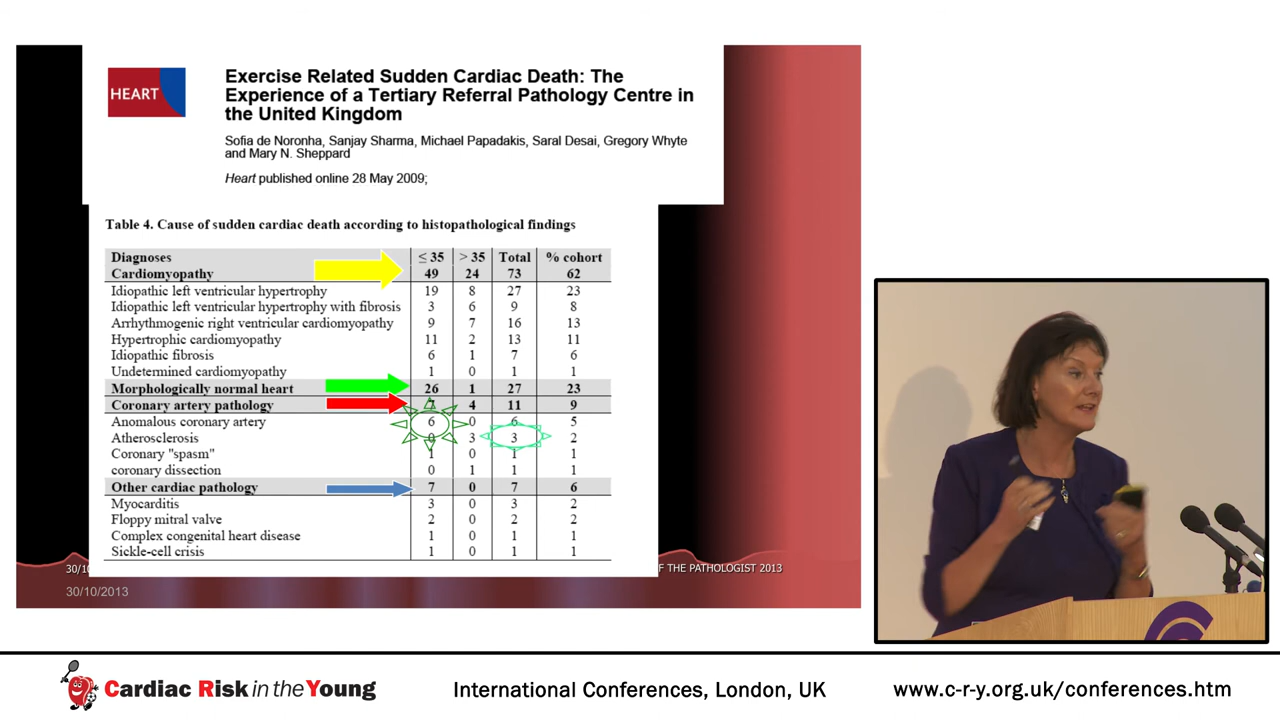 HEART
Exercise Related Sudden Cardiac Death: The
Experience of a Tertiary Referral Pathology Centre in
the United Kingdom
Sofia de Noronha, Sanjay Sharma, Michael Papadakis, Saral Desai, Gregory Whyte
and Mary N. Sheppard
Heart published online 28 May 2009;
Table 4. Cause of sudden cardiac death according to histopathological findings
Diagnoses ≤ 35 > 35 Total % cohort
Cardiomyopathy 49 24 73 62
Idiopathic left ventricular hypertrophy 19 8 27 23
Idiopathic left ventricular hypertrophy with fibrosis 3 6 9 8
Arrhythmogenic right ventricular cardiomyopathy 9 7 16 13
Hypertrophic cardiomyopathy 11 2 13 11
Idiopathic fibrosis 6 1 7 6
Undetermined cardiomyopathy 1 0 1 1
Morphologically normal heart 26 1 27 23
Coronary artery pathology 4 11 9
Anomalous coronary artery 6 0 6 5
Atherosclerosis 0 3 3 2
Coronary "spasm" 1 0 1 1
coronary dissection 0 1 1 1
Other cardiac pathology 7 0 7 6
Myocarditis 3 0 3 2
Floppy mitral valve 2 0 2 2
Complex congenital heart disease 1 0 1 1
Sickle-cell crisis 1 0 1 1
30/10 F THE PATHOLOGIST 2013
30/10/2013
Cardiac Risk in the Young International Conferences, London, UK www.c-r-y.org.uk/conferences.htm